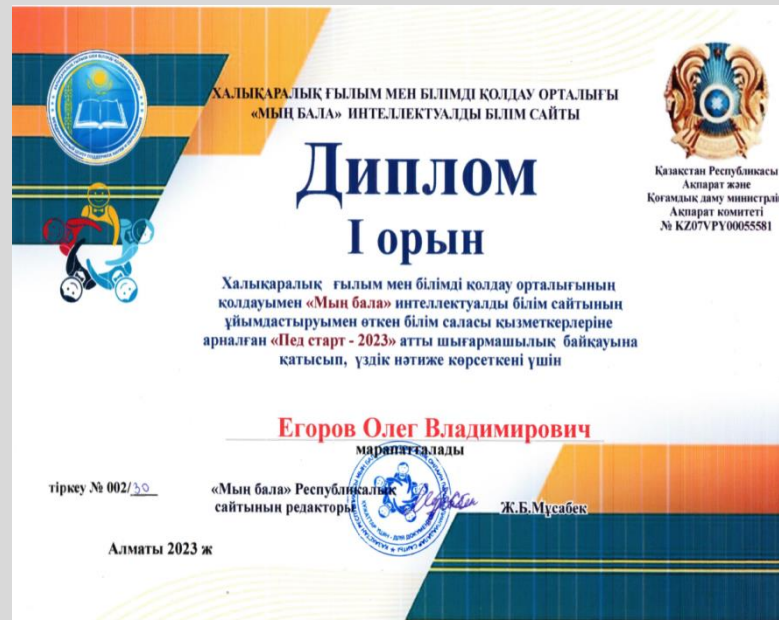 ХАЛЫҚАРАЛЫҚ ҒЫЛЫМ МЕН БІЛІМДІ ҚОЛДАУ ОРТАЛЫҒЫ
«МЫҢ БАЛА» ИНТЕЛЛЕКТУАЛДЫ БІЛІМ САЙТЫ
Диплом
I орын
Қазақстан Республикасы
Ақпарат және
Қоғамдық даму министрлі
Ақпарат комитеті
№ KZ07VPY00055581
Халықаралық ғылым мен білімді қолдау орталығының
қолдауымен «Мың бала» интеллектуалды білім сайтының
ұйымдастыруымен өткен білім саласы қызметкерлеріне
арналған «Пед старт - 2023» атты шығармашылық байқауына
қатысып, үздік нәтиже көрсеткені үшін
Егоров Олег Владимирович
марапатталады
тіркеу № 002/30
«Мың бала» Республикалық
сайтының редакторы
Ж.Б.Мұсабек
Алматы 2023 ж